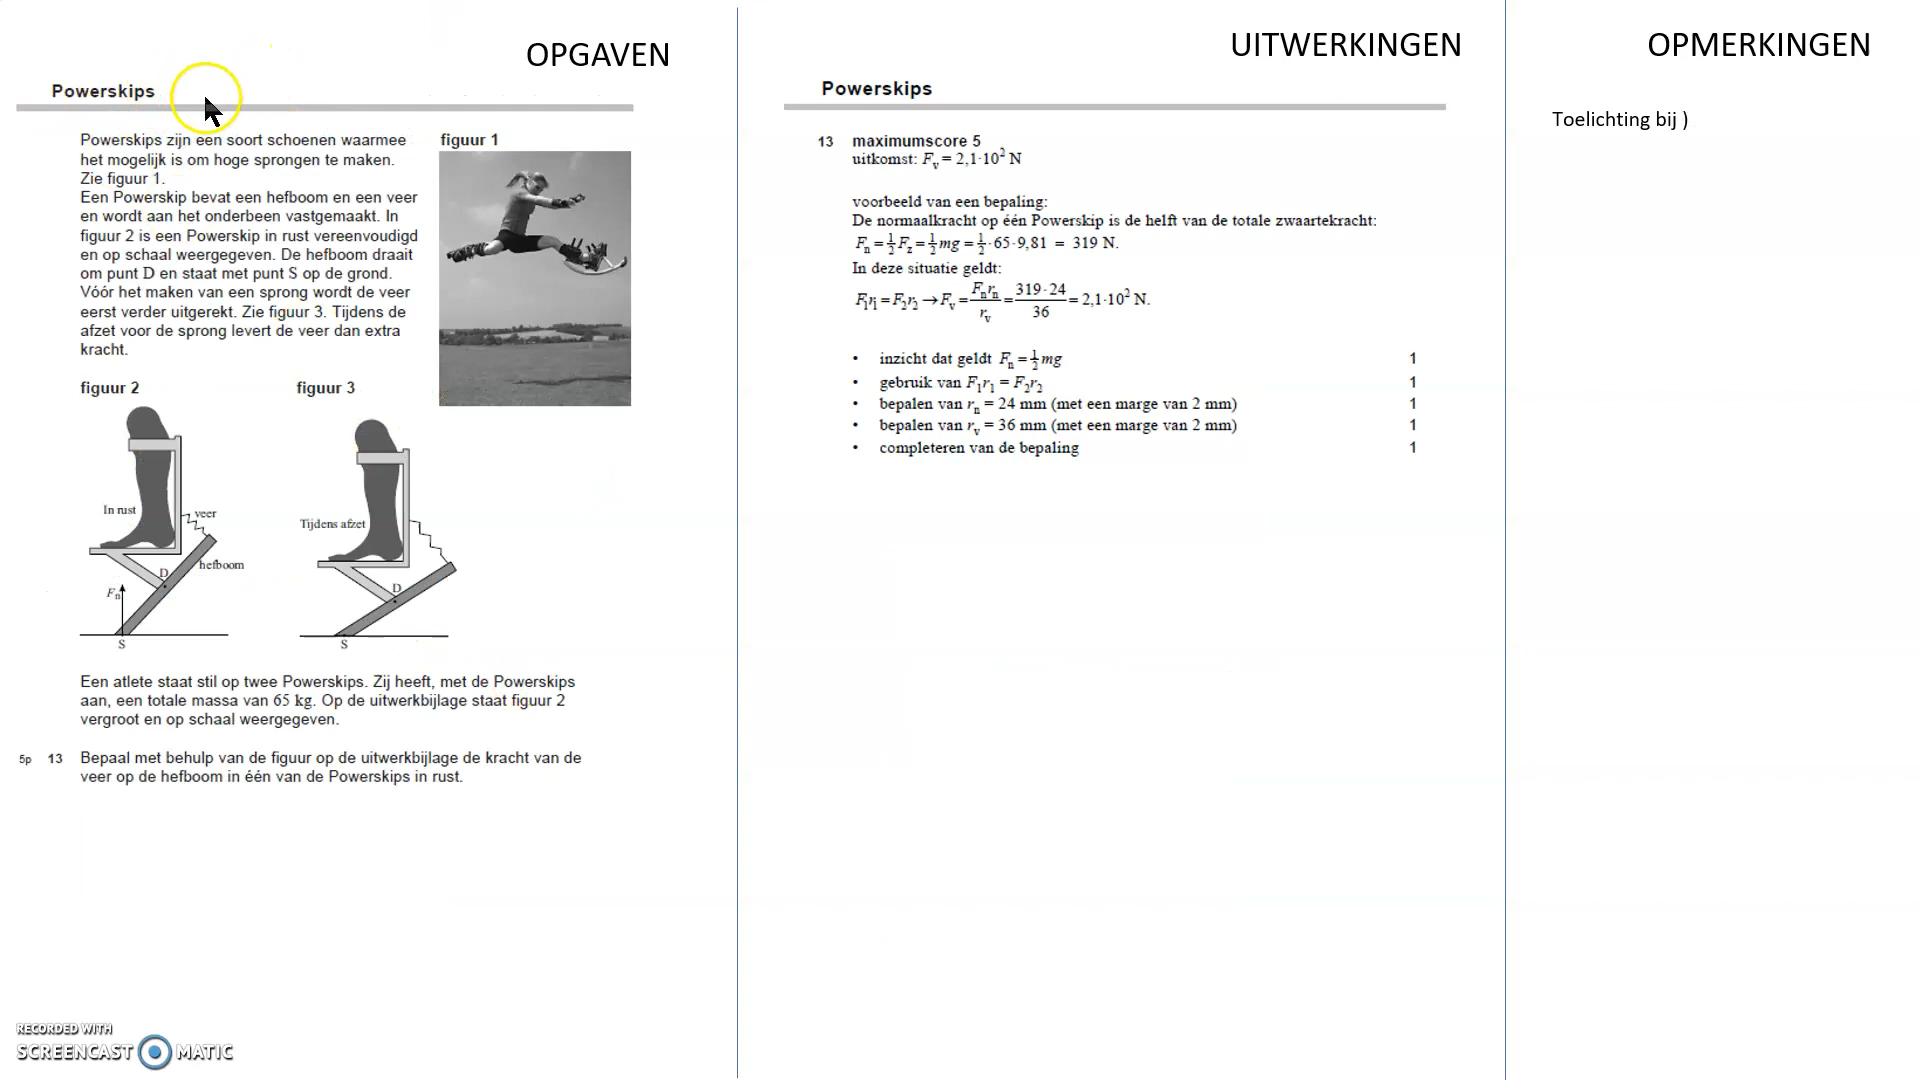 OPGAVEN
Powerskips
Powerskips zijn een soort schoenen waarmee
het mogelijk is om hoge sprongen te maken.
Zie figuur 1.
Een Powerskip bevat een hefboom en een veer
en wordt aan het onderbeen vastgemaakt. In
figuur 2 is een Powerskip in rust vereenvoudigd
en op schaal weergegeven. De hefboom draait
om punt D en staat met punt S op de grond.
Vóór het maken van een sprong wordt de veer
eerst verder uitgerekt. Zie figuur 3. Tijdens de
afzet voor de sprong levert de veer dan extra
kracht.
figuur 1
figuur 2
figuur 3
In rust
veer
hefboom
D
Fn
S
Tijdens afzet
D
S
Een atlete staat stil op twee Powerskips. Zij heeft, met de Powerskips
aan, een totale massa van 65 kg. Op de uitwerkbijlage staat figuur 2
vergroot en op schaal weergegeven.
5p 13 Bepaal met behulp van de figuur op de uitwerkbijlage de kracht van de
veer op de hefboom in één van de Powerskips in rust.
RECORDED WITH
SCREENCAST MATIC
UITWERKINGEN
Powerskips
13 maximumscore 5
uitkomst: Fv = 2,1·10² N
voorbeeld van een bepaling:
De normaalkracht op één Powerskip is de helft van de totale zwaartekracht:
Fn = ½Fz = ½mg = ½·65·9,81 = 319 N.
In deze situatie geldt:
F1r1 = F2r2 → Fv = Fnrn / rv = 319·24 / 36 = 2,1·10² N.
• inzicht dat geldt Fn = ½mg 1
• gebruik van F1r1 = F2r2 1
• bepalen van rn = 24 mm (met een marge van 2 mm) 1
• bepalen van rv = 36 mm (met een marge van 2 mm) 1
• completeren van de bepaling 1
OPMERKINGEN
Toelichting bij )